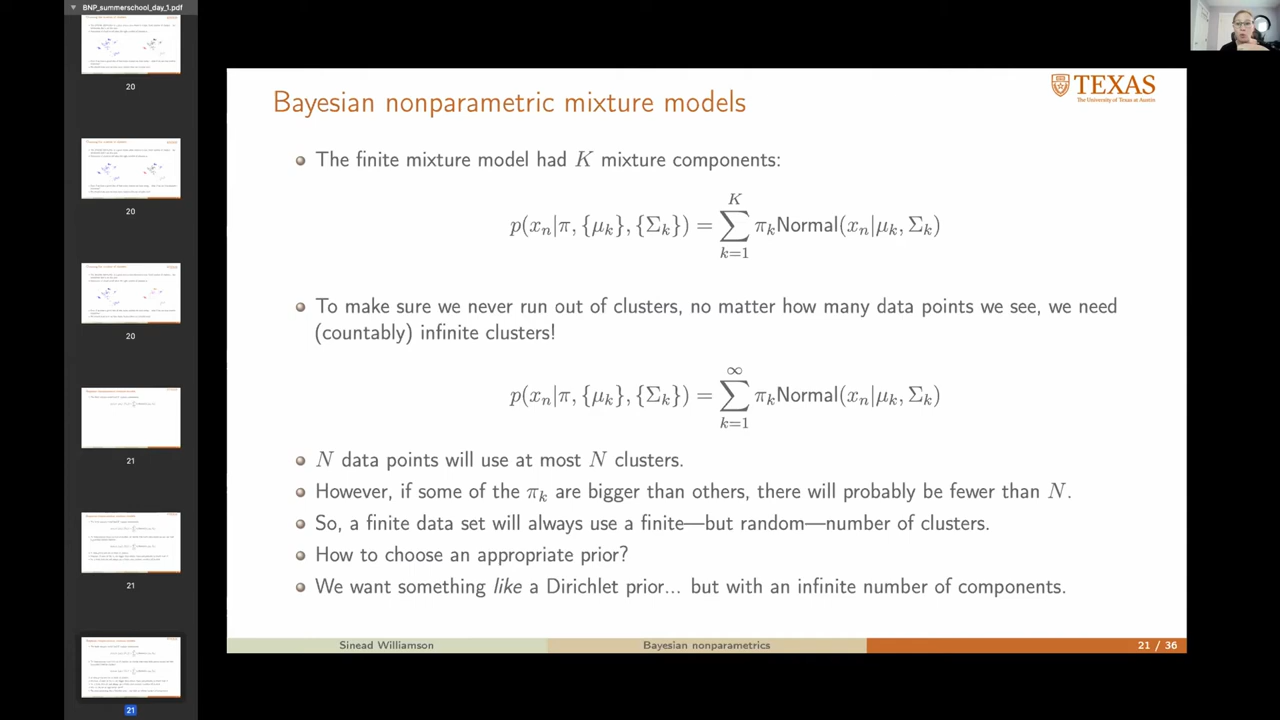 BNP_summerschool_day_1.pdf
20
20
20
21
21
21
Bayesian nonparametric mixture models
TEXAS
The University of Texas at Austin
The finite mixture model had K mixture components:
p(x_n|π, {μ_k}, {Σ_k}) = ∑_{k=1}^{K} π_k Normal(x_n|μ_k, Σ_k)
To make sure we never run out of clusters, no matter how many data points we see, we need
(countably) infinite clusters!
p(x_n|π, {μ_k}, {Σ_k}) = ∑_{k=1}^{∞} π_k Normal(x_n|μ_k, Σ_k)
N data points will use at most N clusters.
However, if some of the π_k are bigger than others, there will probably be fewer than N.
So, a finite data set will always use a finite—but random—number of clusters.
How to choose an appropriate prior?
We want something like a Dirichlet prior... but with an infinite number of components.
Sinead Williamson
Bayesian nonparametrics
21 / 36